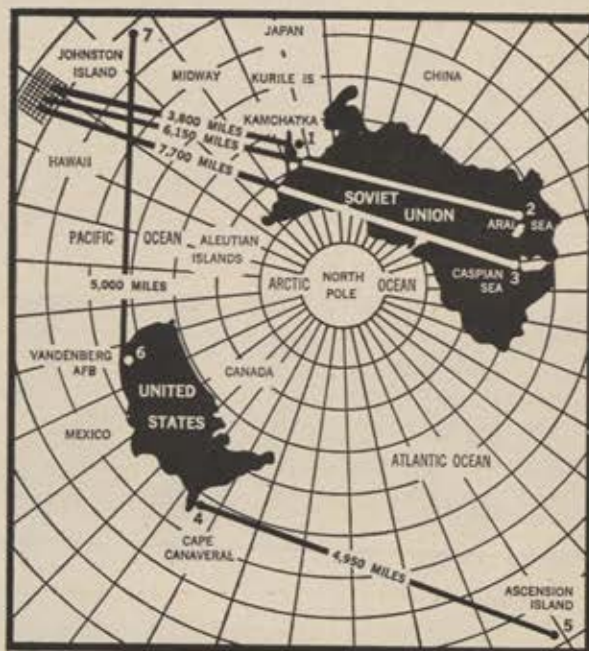 7
JAPAN
JOHNSTON
ISLAND
MIDWAY
KURILE IS
CHINA
KAMCHATKA
3,800 MILES
1
6,150 MILES
7,700 MILES
HAWAII
SOVIET
UNION
2
ARAL SEA
PACIFIC OCEAN
ALEUTIAN
ISLANDS
3
CASPIAN
SEA
5,000 MILES
ARCTIC OCEAN
NORTH
POLE
VANDENBERG
AFB
6
UNITED
STATES
CANADA
MEXICO
ATLANTIC OCEAN
4
CAPE
CANAVERAL
4,950 MILES
ASCENSION
ISLAND
5